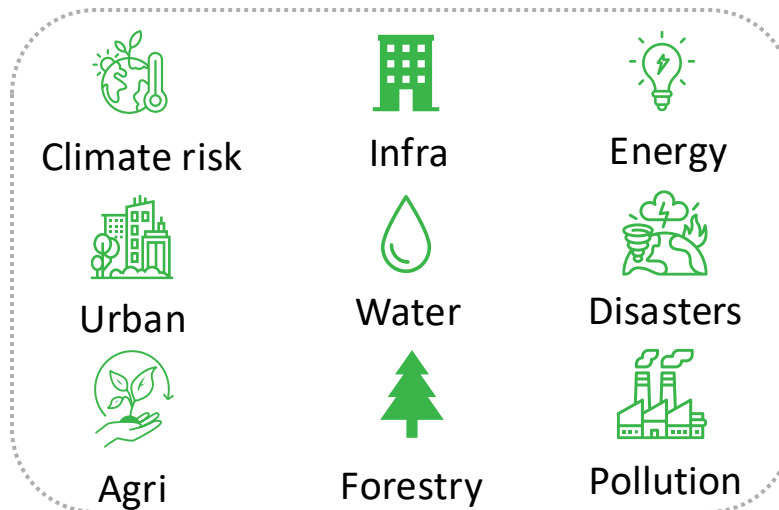 Climate risk
Infra
Energy
Urban
Water
Disasters
Agri
Forestry
Pollution